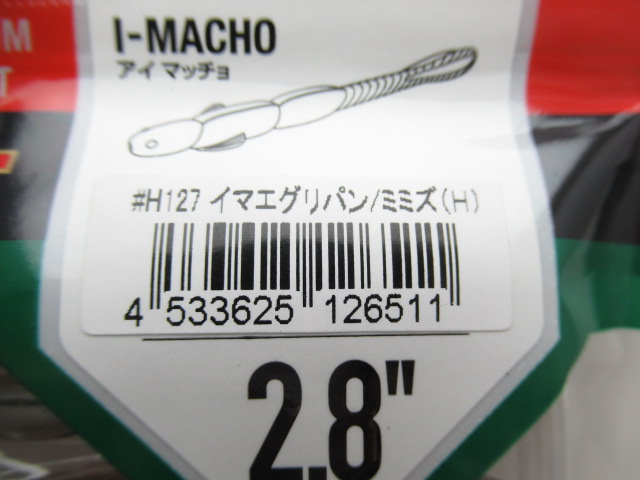 M
T
I-MACHO
アイ マッチョ
#H127 イマエグリパン/ミミズ(H)
4 533625 126511
2.8"